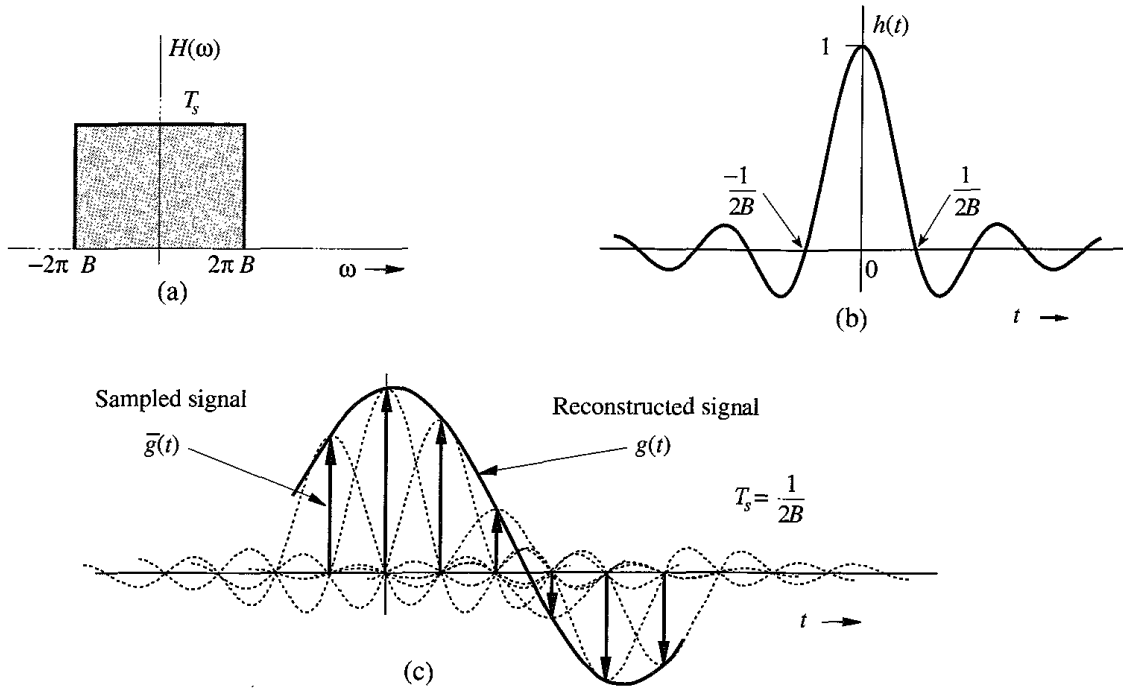 H(ω)
T_s
−2π B
2π B
ω →
(a)
h(t)
1
−1/2B
1/2B
0
t →
(b)
Sampled signal
g̅(t)
Reconstructed signal
g(t)
T_s = 1/2B
t →
(c)